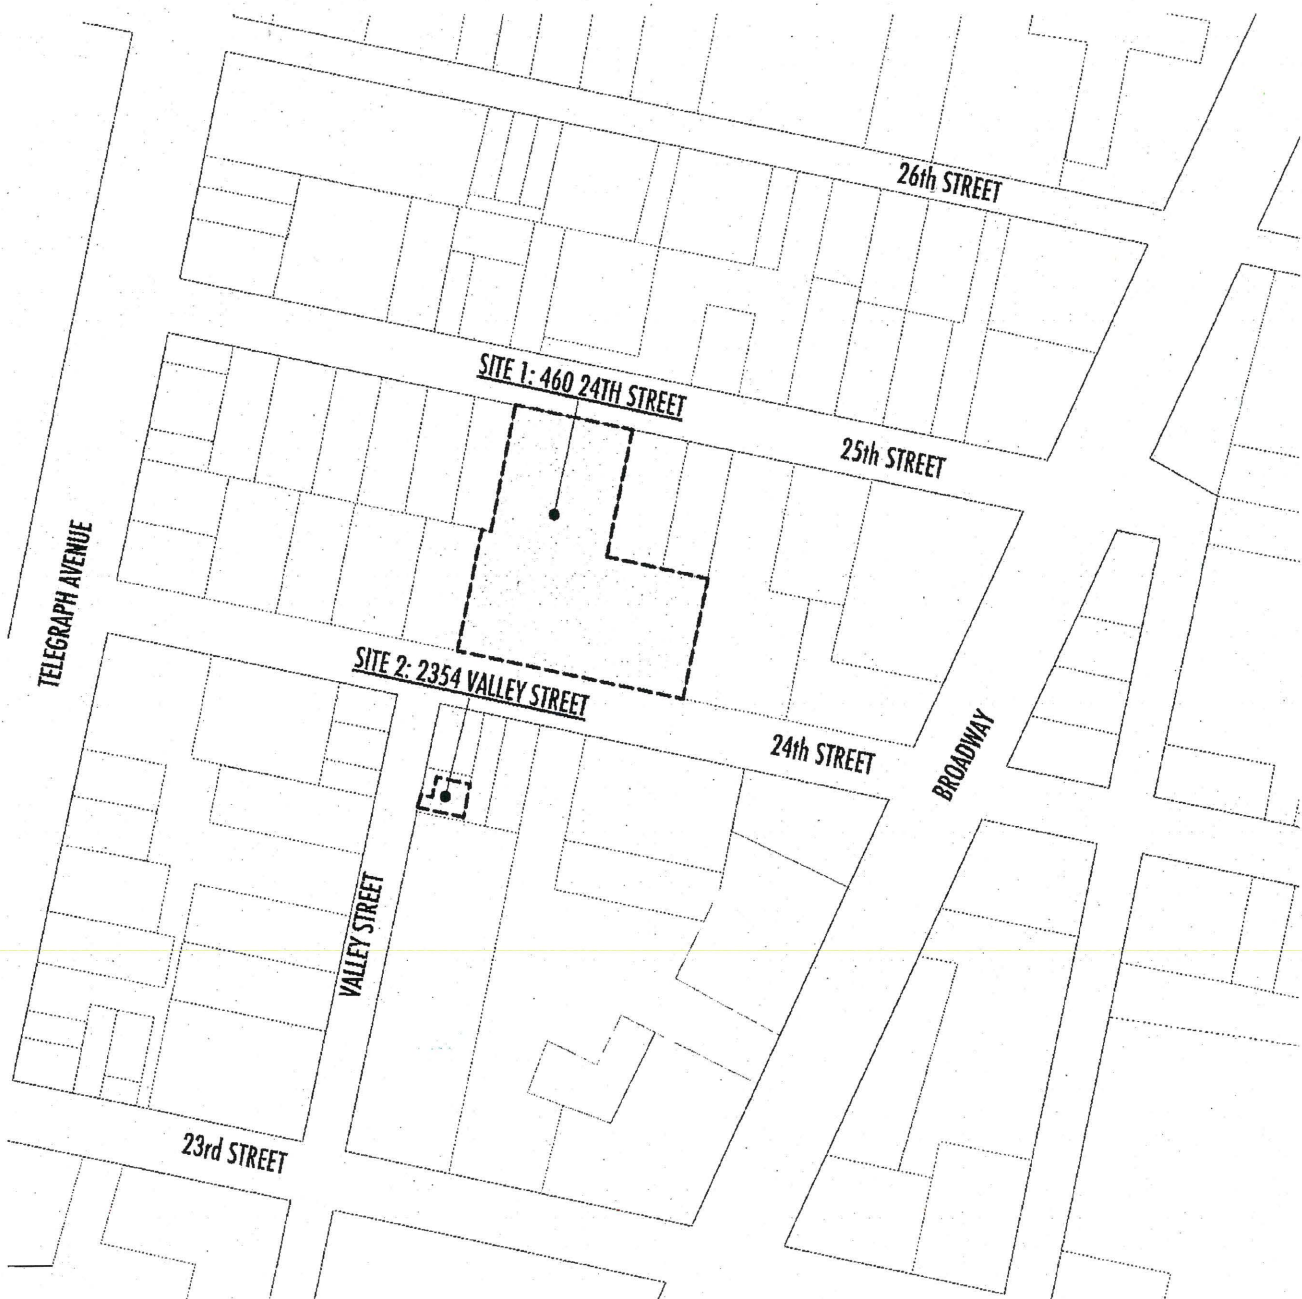 26th STREET
SITE 1: 460 24TH STREET
25th STREET
TELEGRAPH AVENUE
SITE 2: 2354 VALLEY STREET
24th STREET
BROADWAY
VALLEY STREET
23rd STREET